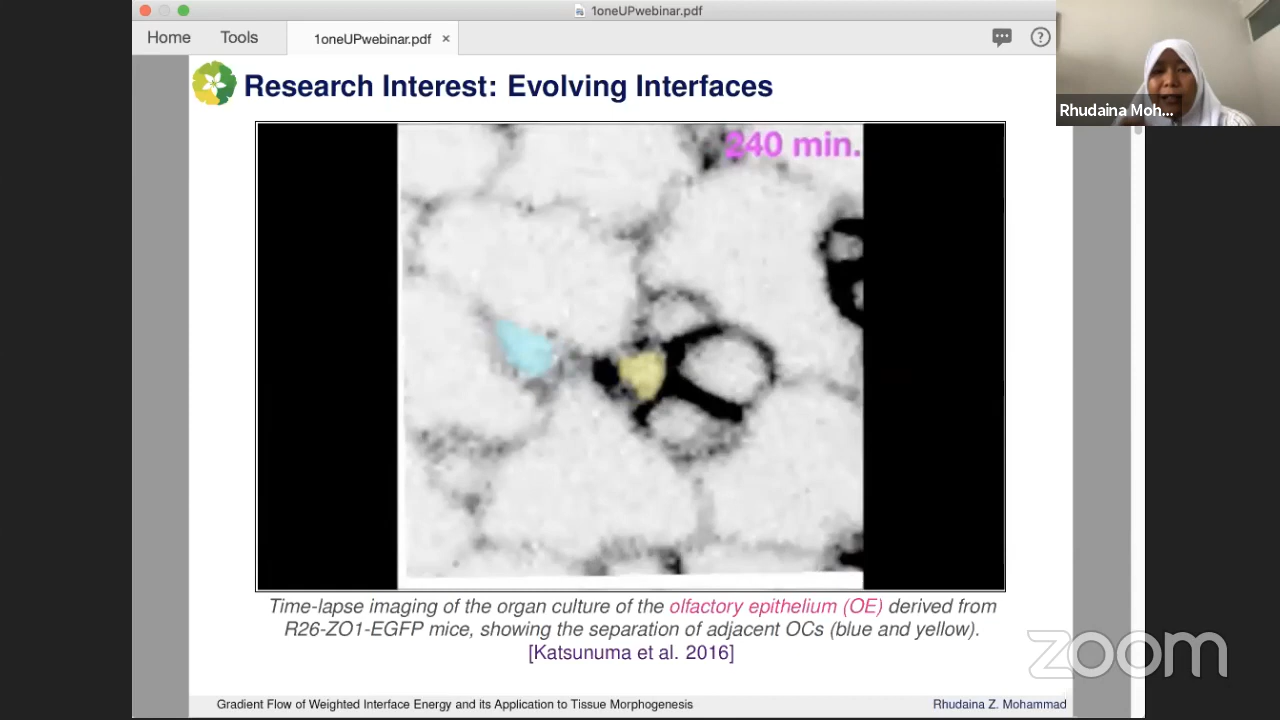 1oneUPwebinar.pdf
Home Tools 1oneUPwebinar.pdf ×
?
Rhudaina Moh...
Research Interest: Evolving Interfaces
240 min.
Time-lapse imaging of the organ culture of the olfactory epithelium (OE) derived from
R26-ZO1-EGFP mice, showing the separation of adjacent OCs (blue and yellow).
[Katsunuma et al. 2016]
zoom
Gradient Flow of Weighted Interface Energy and its Application to Tissue Morphogenesis Rhudaina Z. Mohammad